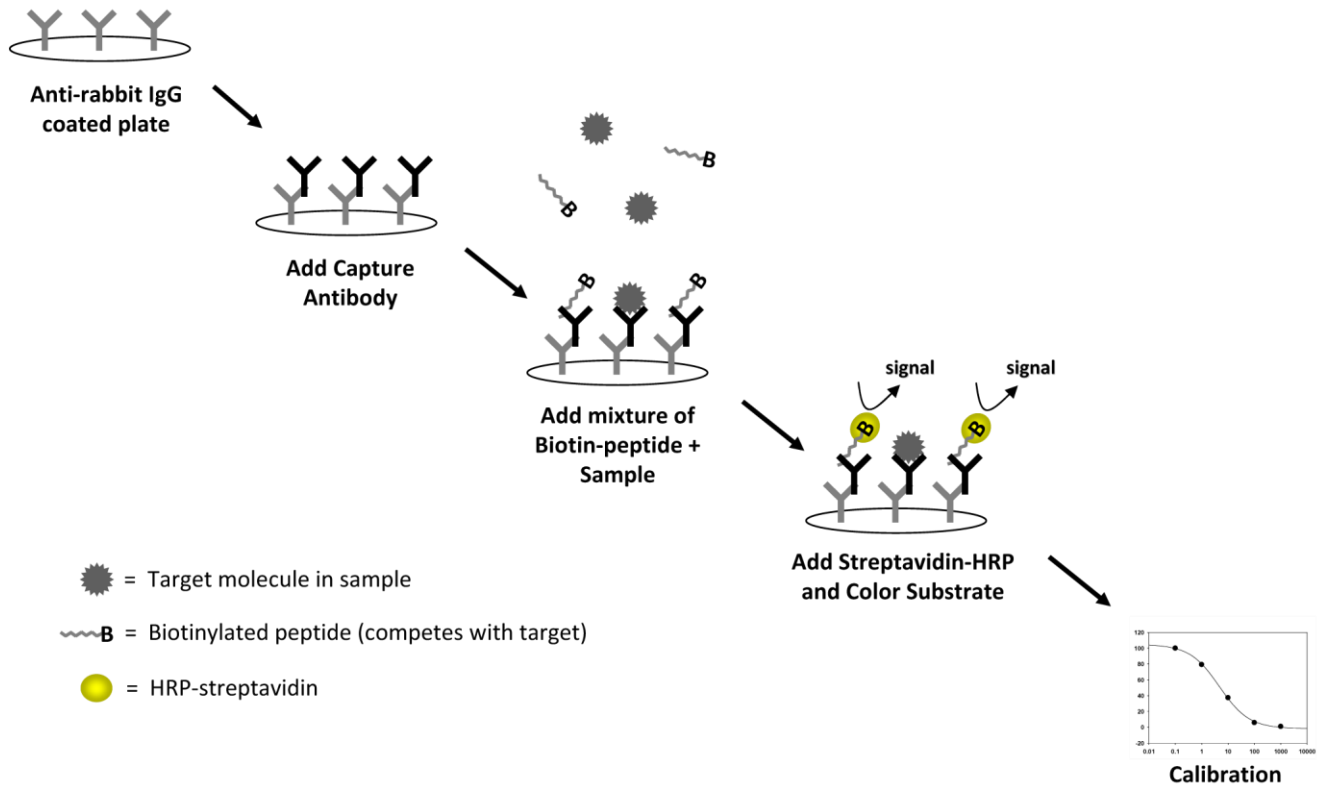 Anti-rabbit IgG
coated plate
B
B
Add Capture
Antibody
B
B
Add mixture of
Biotin-peptide +
Sample
signal
signal
B
B
Add Streptavidin-HRP
and Color Substrate
= Target molecule in sample
B = Biotinylated peptide (competes with target)
= HRP-streptavidin
120
100
80
60
40
20
0
-20
0.01 0.1 1 10 100 1000 10000
Calibration